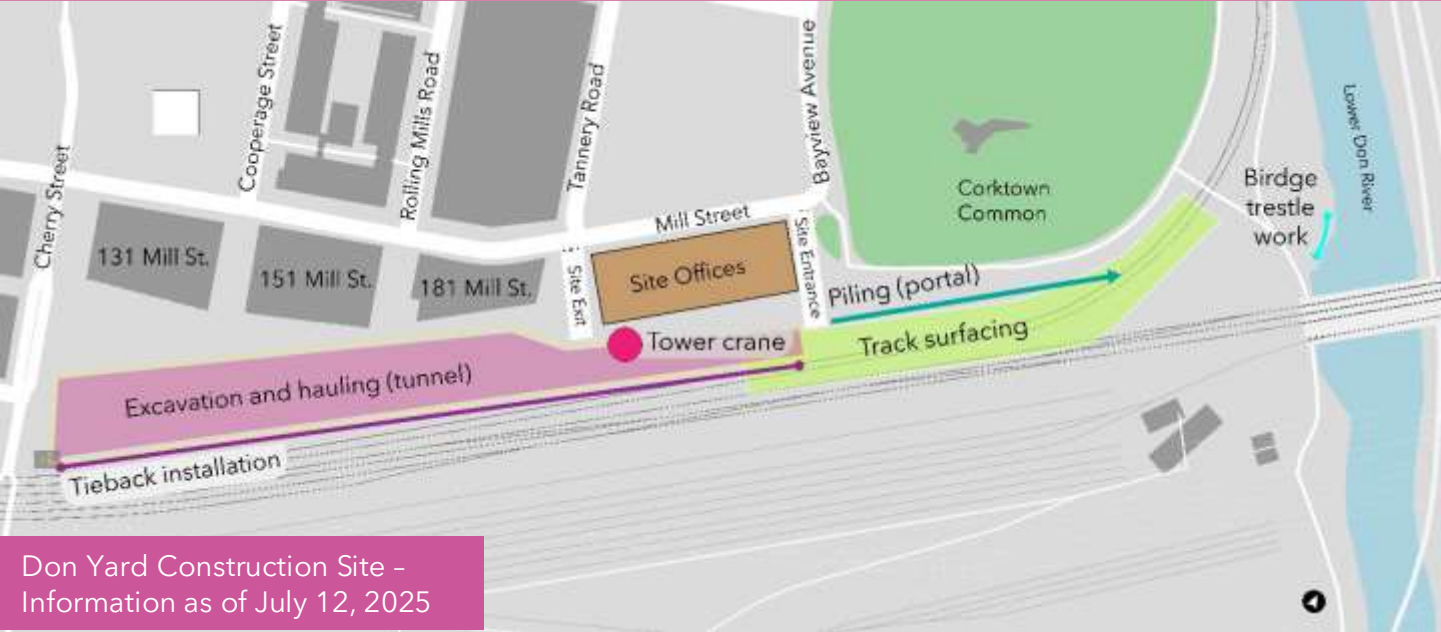 Cooperage Street
Rolling Mills Road
Tannery Road
Bayview Avenue
Lower Don River
Cherry Street
Birdge
trestle
work
Corktown
Common
Mill Street
131 Mill St.
151 Mill St.
181 Mill St.
Site Exit
Site Offices
Site Entrance
Piling (portal)
Tower crane
Track surfacing
Excavation and hauling (tunnel)
Tieback installation
Don Yard Construction Site –
Information as of July 12, 2025